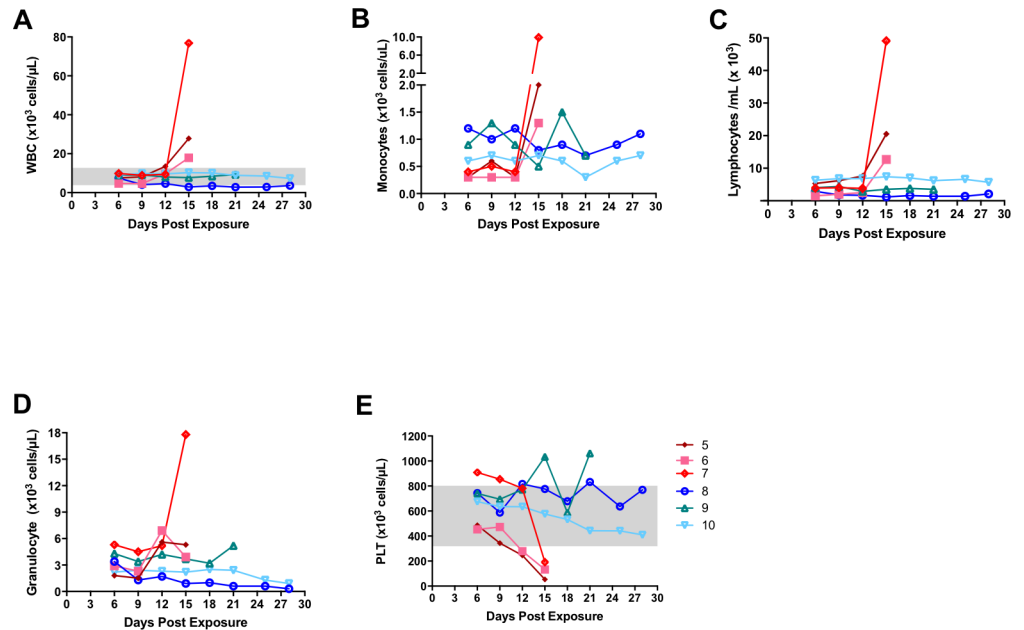 A
WBC (x10³ cells/µL)
80
60
40
20
0
0 3 6 9 12 15 18 21 24 27 30
Days Post Exposure
B
Monocytes (x10³ cells/uL)
10.0
6.0
2.0
2.0
1.5
1.0
0.5
0.0
0 3 6 9 12 15 18 21 24 27 30
Days Post Exposure
C
Lymphocytes /mL (x 10³)
50
40
30
20
10
0 3 6 9 12 15 18 21 24 27 30
Days Post Exposure
D
Granulocyte (x10³ cells/µL)
18
15
12
9
6
3
0
0 3 6 9 12 15 18 21 24 27 30
Days Post Exposure
E
PLT (x10³ cells/µL)
1200
1000
800
600
400
200
0
0 3 6 9 12 15 18 21 24 27 30
Days Post Exposure
5
6
7
8
9
10